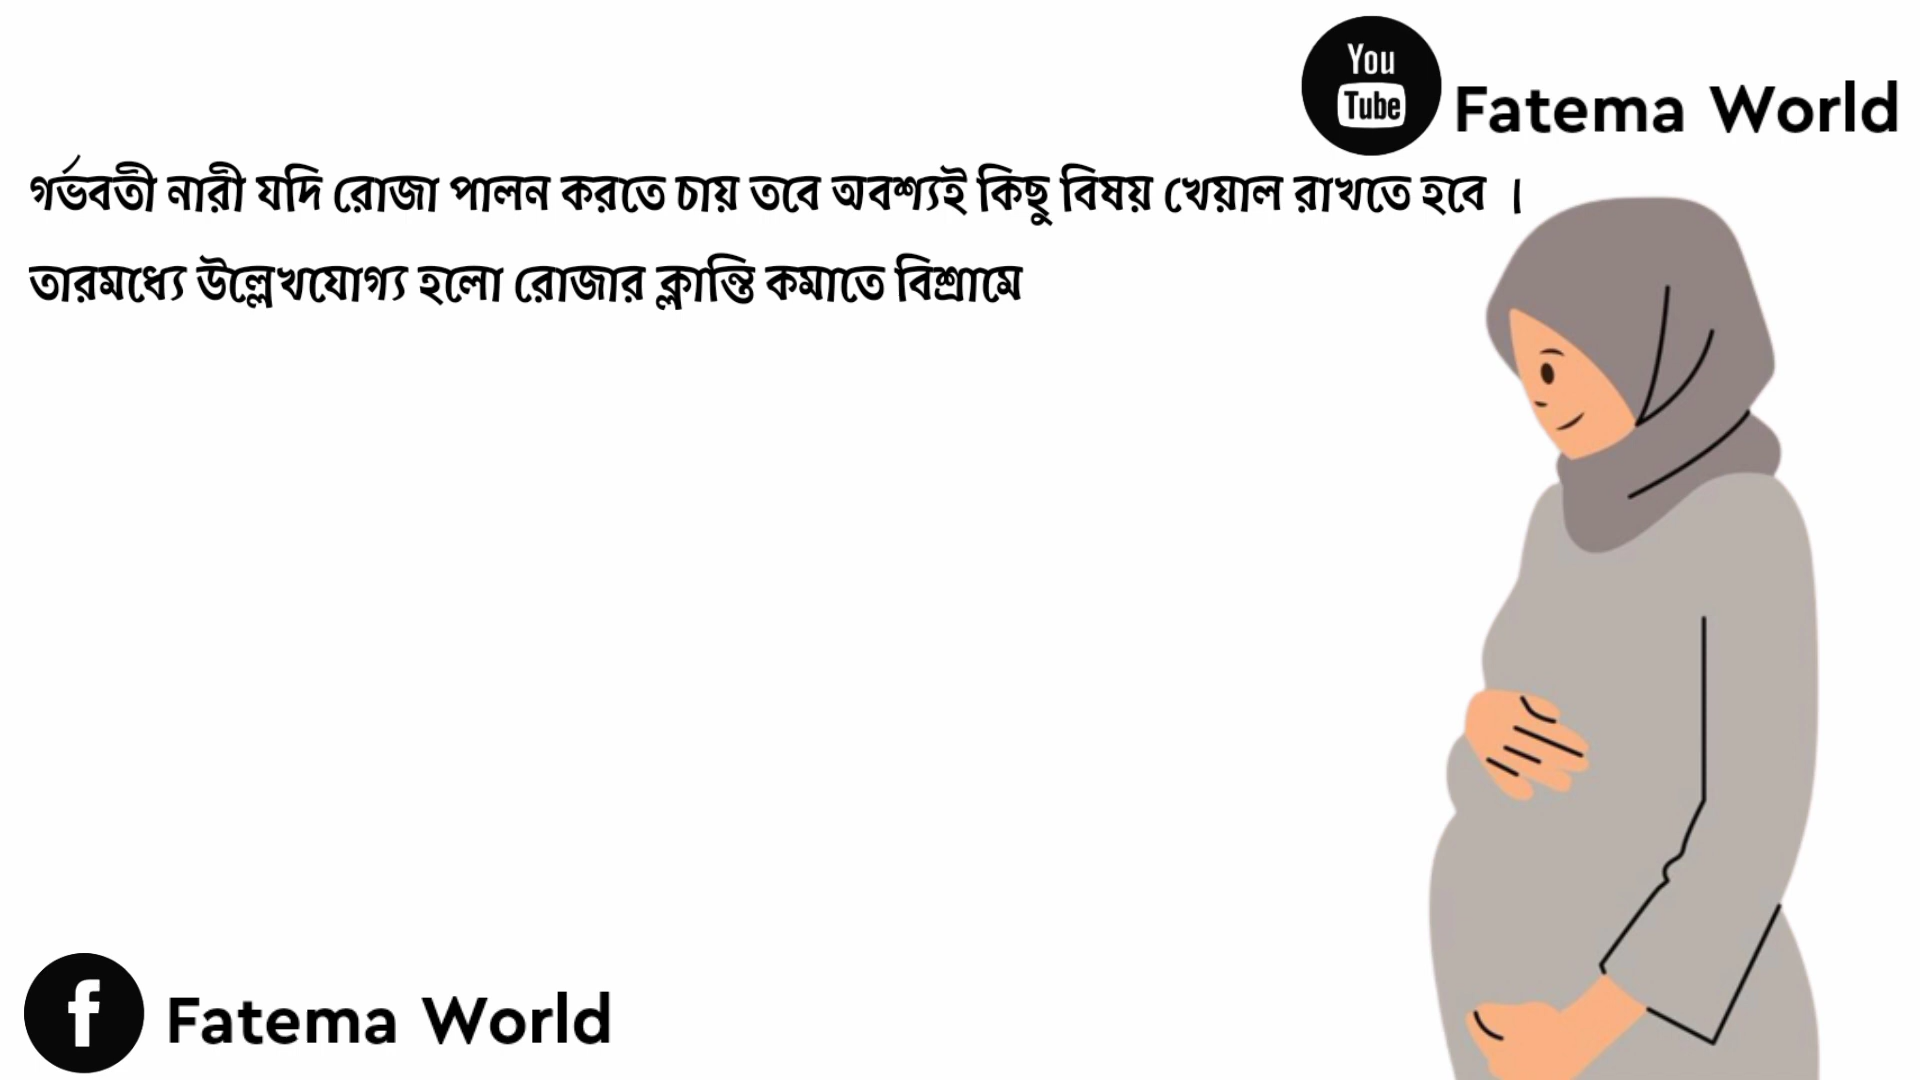 You
Tube
Fatema World
গর্ভবতী নারী যদি রোজা পালন করতে চায় তবে অবশ্যই কিছু বিষয় খেয়াল রাখতে হবে ।
তারমধ্যে উল্লেখযোগ্য হলো রোজার ক্লান্তি কমাতে বিশ্রামে
f Fatema World